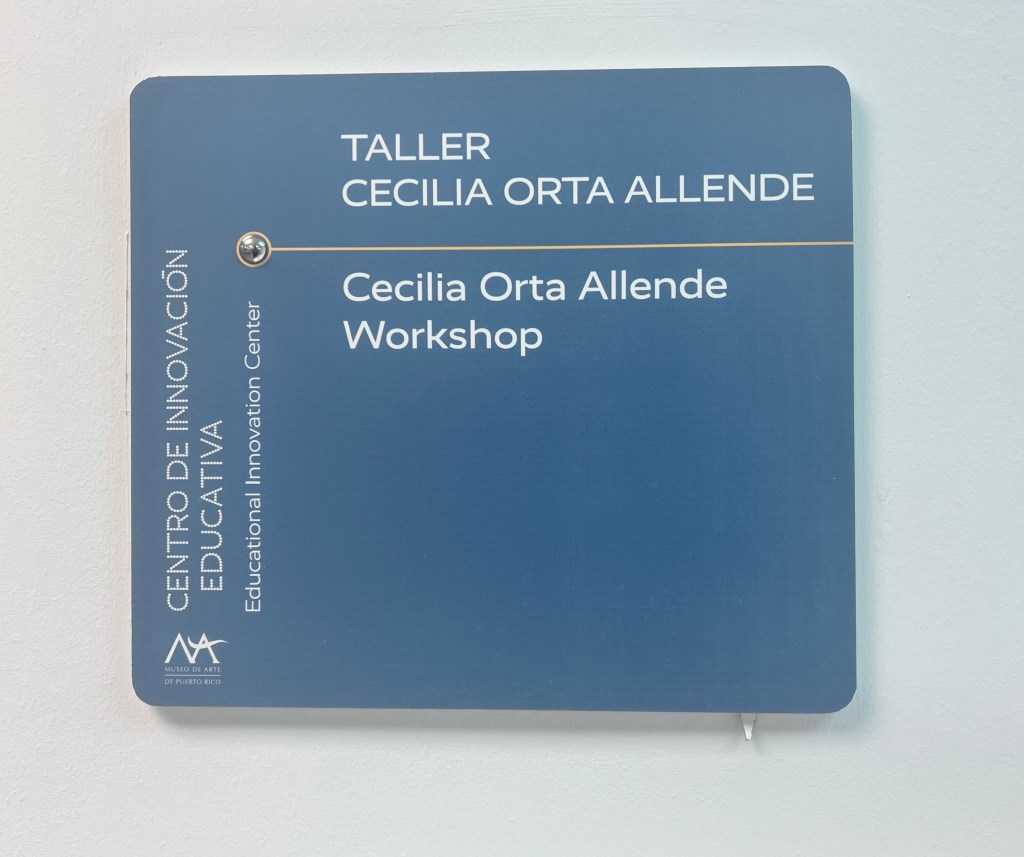 TALLER
CECILIA ORTA ALLENDE
Cecilia Orta Allende
Workshop
CENTRO DE INNOVACIÓN
EDUCATIVA
Educational Innovation Center
MUSEO DE ARTE
DE PUERTO RICO